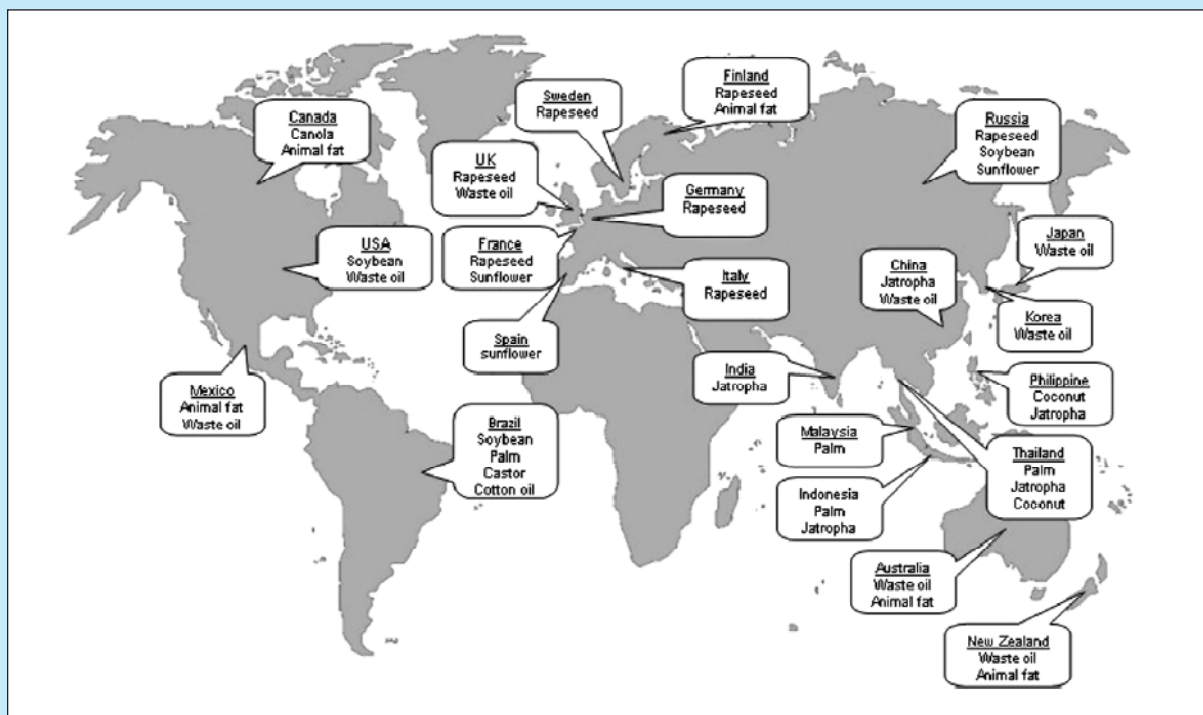 Finland
Rapeseed
Animal fat
Sweden
Rapeseed
Canada
Canola
Animal fat
Russia
Rapeseed
Soybean
Sunflower
UK
Rapeseed
Waste oil
Germany
Rapeseed
USA
Soybean
Waste oil
France
Rapeseed
Sunflower
Italy
Rapeseed
China
Jatropha
Waste oil
Japan
Waste oil
Korea
Waste oil
Spain
sunflower
India
Jatropha
Philippine
Coconut
Jatropha
Mexico
Animal fat
Waste oil
Brazil
Soybean
Palm
Castor
Cotton oil
Malaysia
Palm
Thailand
Palm
Jatropha
Coconut
Indonesia
Palm
Jatropha
Australia
Waste oil
Animal fat
New Zealand
Waste oil
Animal fat